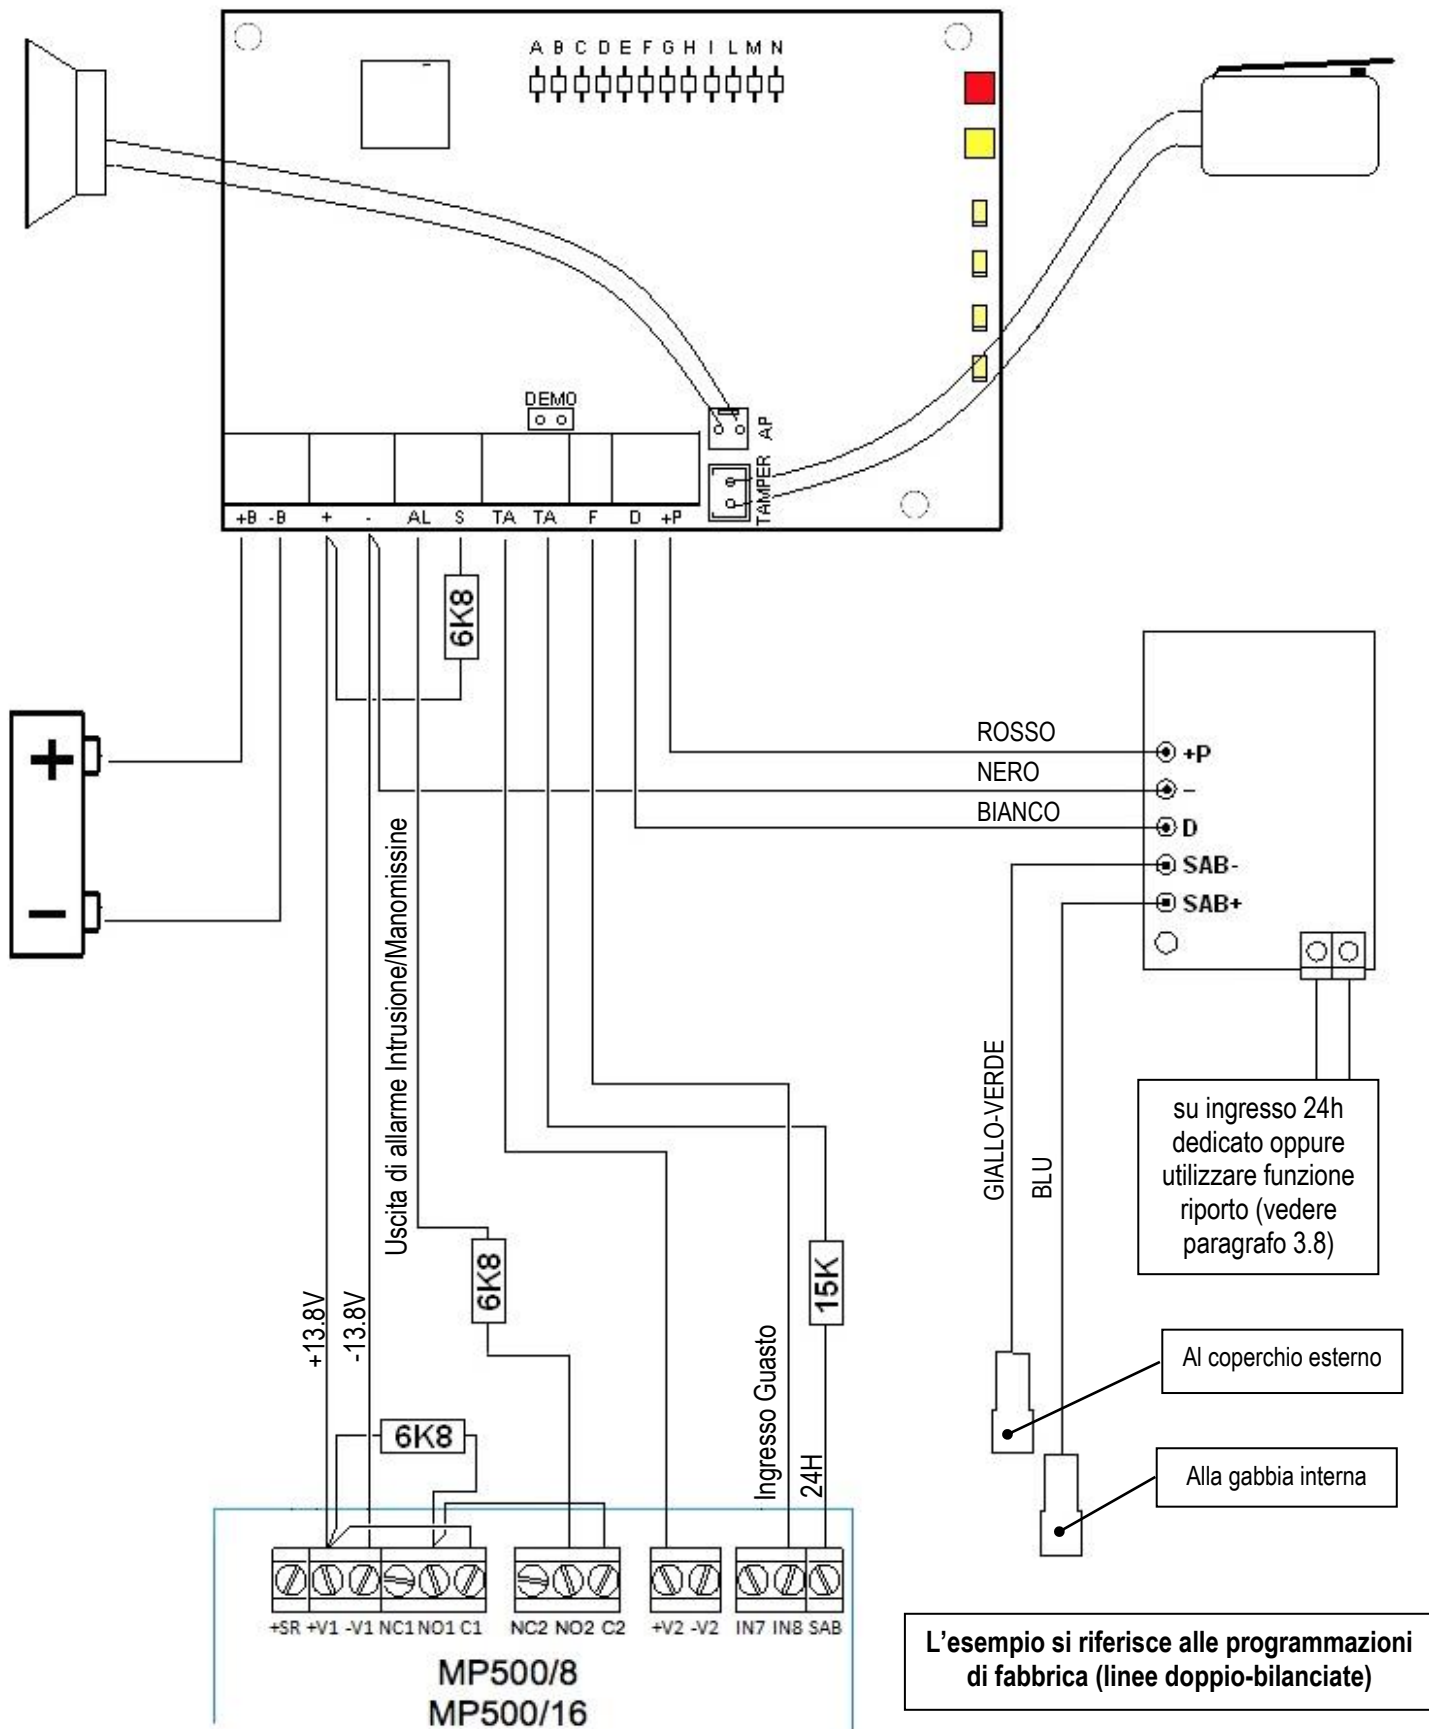 A B C D E F G H I L M N
DEMO
AP
TAMPER
+B -B + - AL S TA TA F D +P
6K8
ROSSO
NERO
BIANCO
+P
–
D
SAB-
SAB+
+
–
Uscita di allarme Intrusione/Manomissine
GIALLO-VERDE
BLU
su ingresso 24h
dedicato oppure
utilizzare funzione
riporto (vedere
paragrafo 3.8)
6K8
15K
+13.8V
-13.8V
Ingresso Guasto
24H
Al coperchio esterno
6K8
Alla gabbia interna
+SR +V1 -V1 NC1 NO1 C1 NC2 NO2 C2 +V2 -V2 IN7 IN8 SAB
MP500/8
MP500/16
L'esempio si riferisce alle programmazioni
di fabbrica (linee doppio-bilanciate)